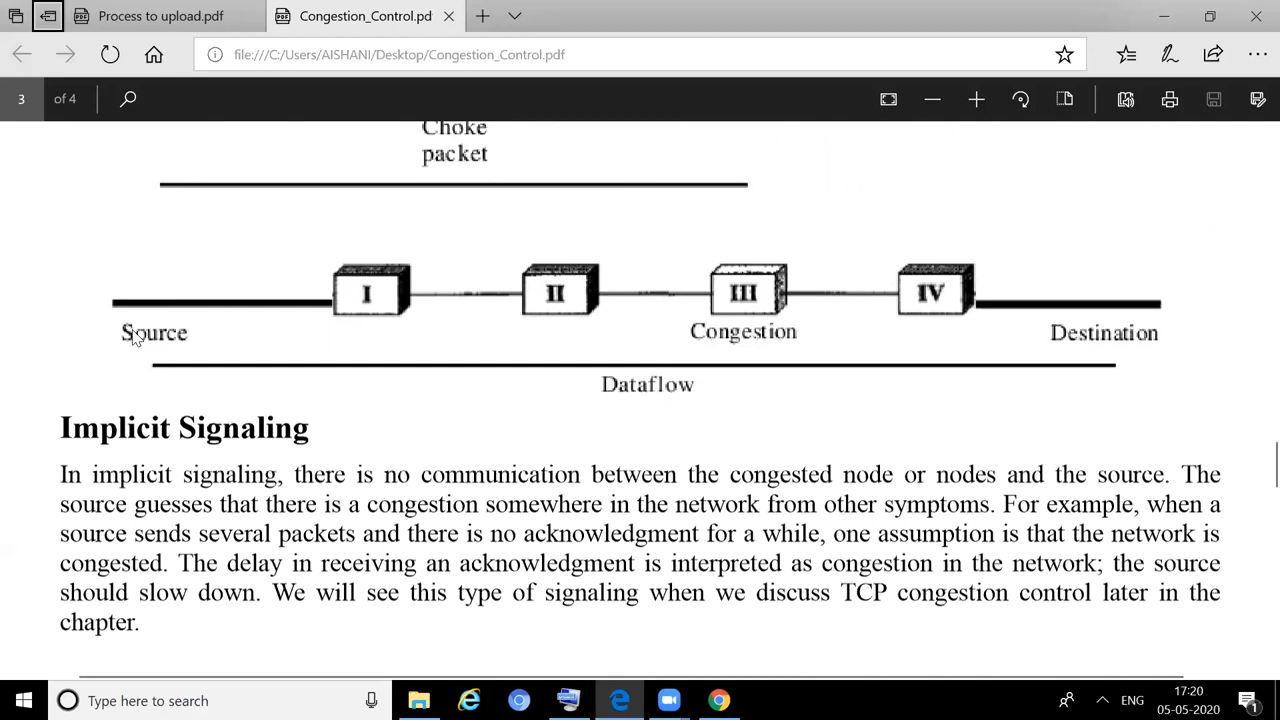 Process to upload.pdf
Congestion_Control.pd
file:///C:/Users/AISHANI/Desktop/Congestion_Control.pdf
3 of 4
Choke
packet
I II III IV
Source Congestion Destination
Dataflow
Implicit Signaling
In implicit signaling, there is no communication between the congested node or nodes and the source. The
source guesses that there is a congestion somewhere in the network from other symptoms. For example, when a
source sends several packets and there is no acknowledgment for a while, one assumption is that the network is
congested. The delay in receiving an acknowledgment is interpreted as congestion in the network; the source
should slow down. We will see this type of signaling when we discuss TCP congestion control later in the
chapter.
Type here to search
ENG
17:20
05-05-2020
1